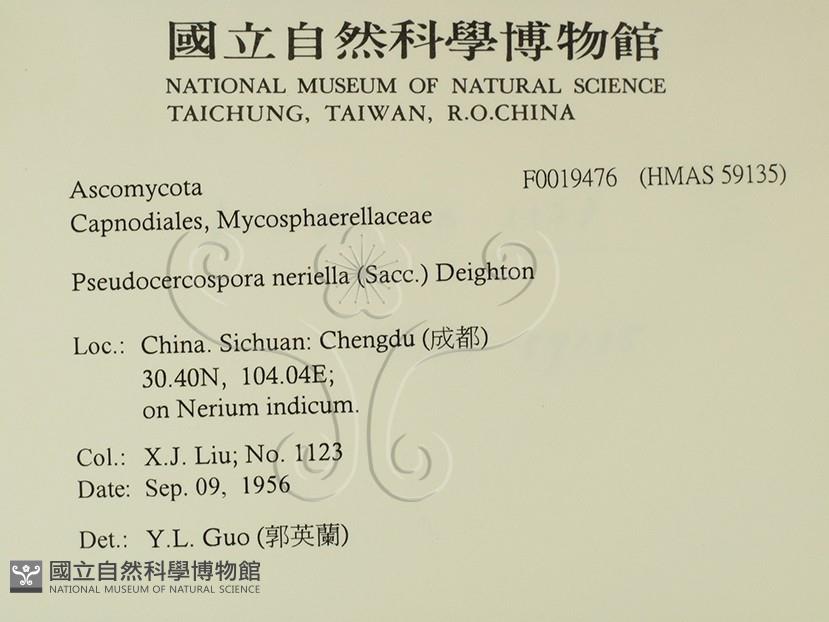 國立自然科學博物館
NATIONAL MUSEUM OF NATURAL SCIENCE
TAICHUNG, TAIWAN, R.O.CHINA
Ascomycota F0019476 (HMAS 59135)
Capnodiales, Mycosphaerellaceae
Pseudocercospora neriella (Sacc.) Deighton
Loc.: China. Sichuan: Chengdu (成都)
30.40N, 104.04E;
on Nerium indicum.
Col.: X.J. Liu; No. 1123
Date: Sep. 09, 1956
Det.: Y.L. Guo (郭英蘭)
國立自然科學博物館
NATIONAL MUSEUM OF NATURAL SCIENCE